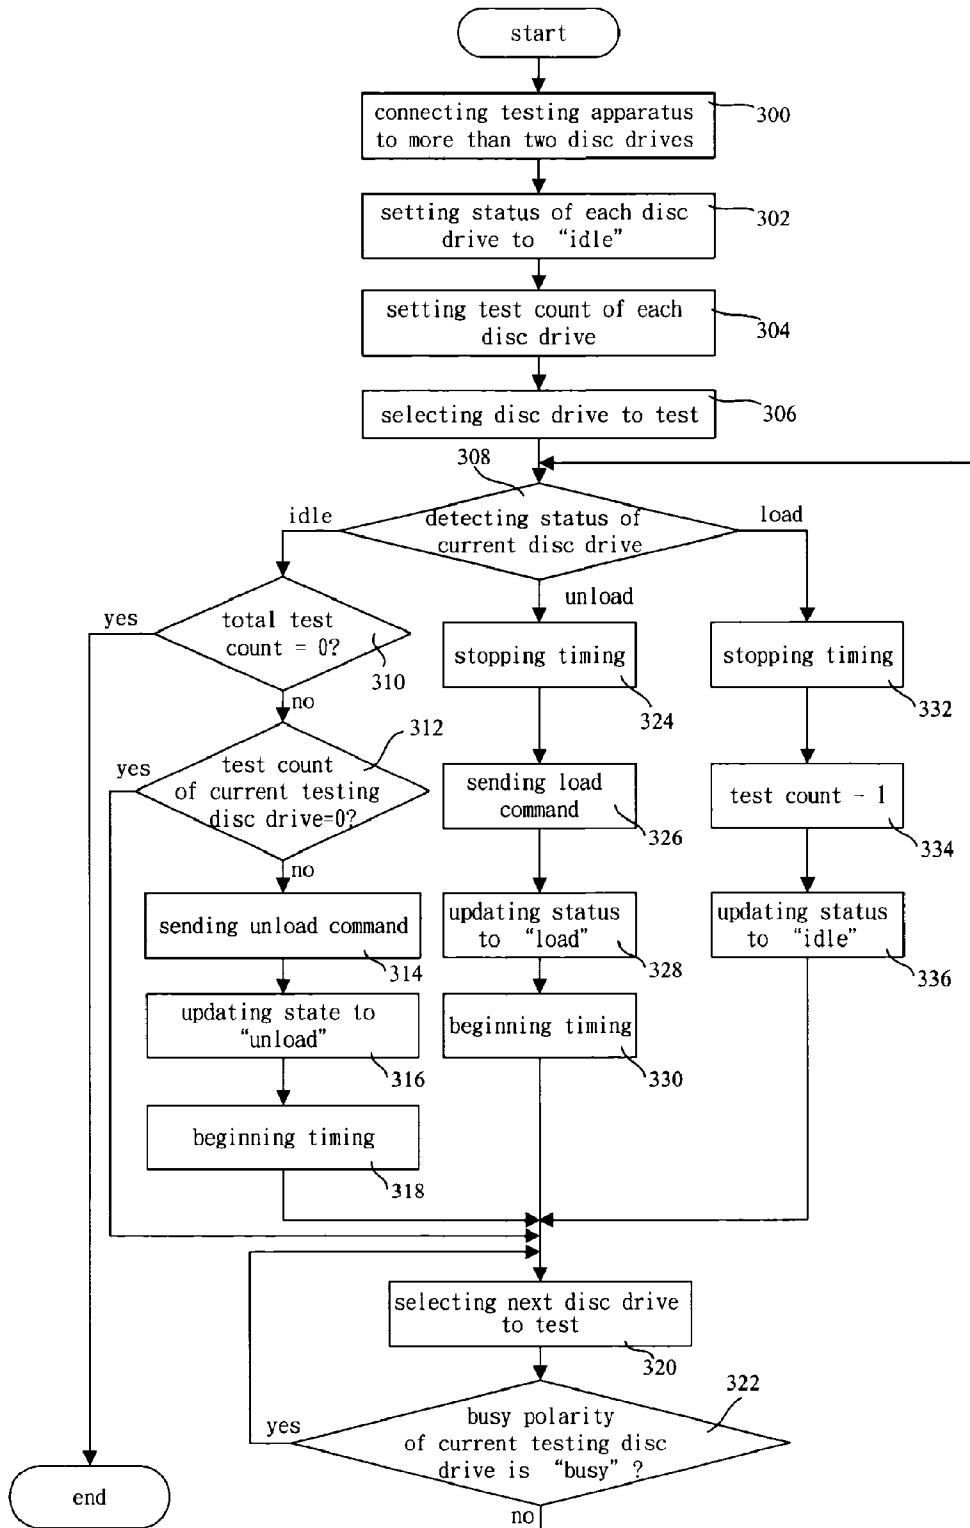 start
connecting testing apparatus
to more than two disc drives
300
setting status of each disc
drive to “idle”
302
setting test count of each
disc drive
304
selecting disc drive to test
306
308
detecting status of
current disc drive
idle
load
unload
yes
total test
count = 0?
310
no
stopping timing
324
stopping timing
332
312
yes
test count
of current testing
disc drive=0?
no
sending load
command
326
test count - 1
334
sending unload command
314
updating status
to “load”
328
updating status
to “idle”
336
updating state to
“unload”
316
beginning timing
330
beginning timing
318
selecting next disc drive
to test
320
322
yes
busy polarity
of current testing disc
drive is “busy” ?
no
end